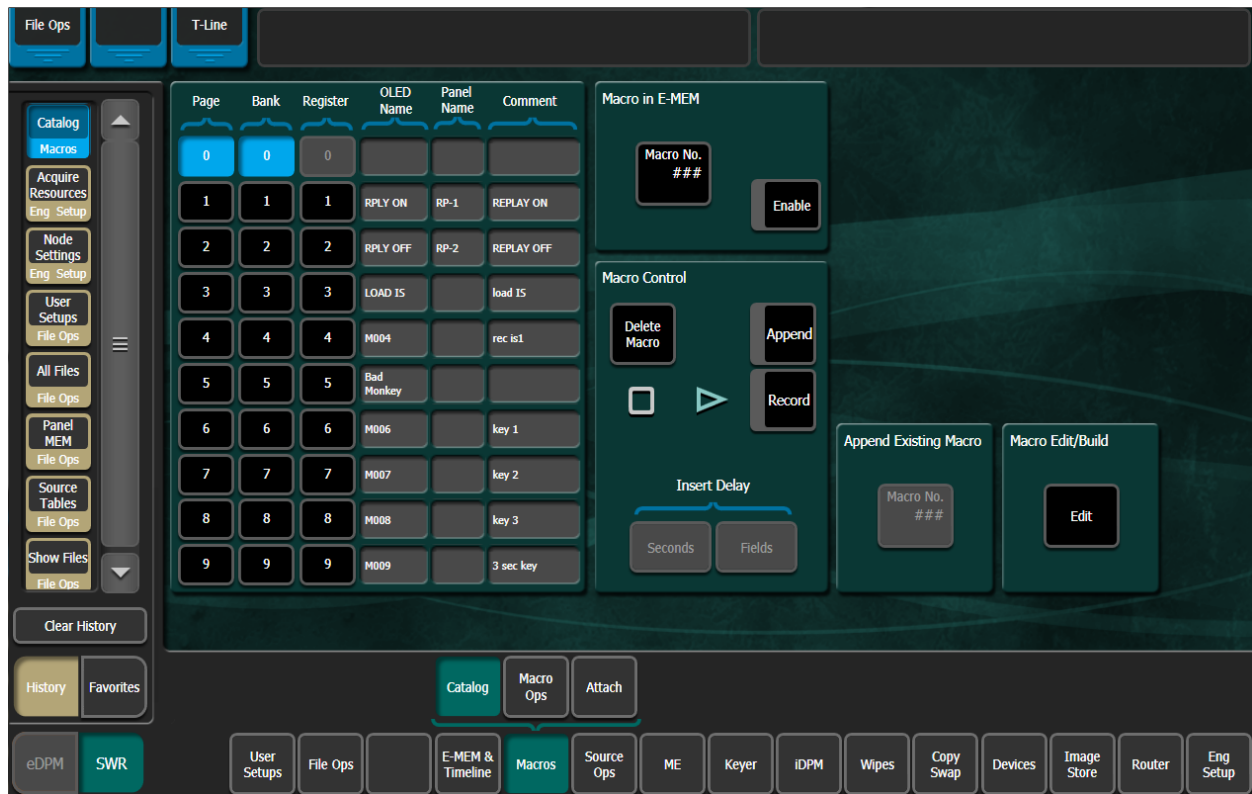 File Ops
T-Line
Catalog
Macros
Acquire
Resources
Eng Setup
Node
Settings
Eng Setup
User
Setups
File Ops
All Files
File Ops
Panel
MEM
File Ops
Source
Tables
File Ops
Show Files
File Ops
Clear History
History Favorites
eDPM SWR
Page Bank Register OLED Name Panel Name Comment
0 0 0
1 1 1 RPLY ON RP-1 REPLAY ON
2 2 2 RPLY OFF RP-2 REPLAY OFF
3 3 3 LOAD IS load IS
4 4 4 M004 rec is1
5 5 5 Bad Monkey
6 6 6 M006 key 1
7 7 7 M007 key 2
8 8 8 M008 key 3
9 9 9 M009 3 sec key
Macro in E-MEM
Macro No.
###
Enable
Macro Control
Delete
Macro
Append
Record
Insert Delay
Seconds Fields
Append Existing Macro
Macro No.
###
Macro Edit/Build
Edit
Catalog
Macro
Ops
Attach
User
Setups
File Ops
E-MEM &
Timeline
Macros
Source
Ops
ME
Keyer
iDPM
Wipes
Copy
Swap
Devices
Image
Store
Router
Eng
Setup